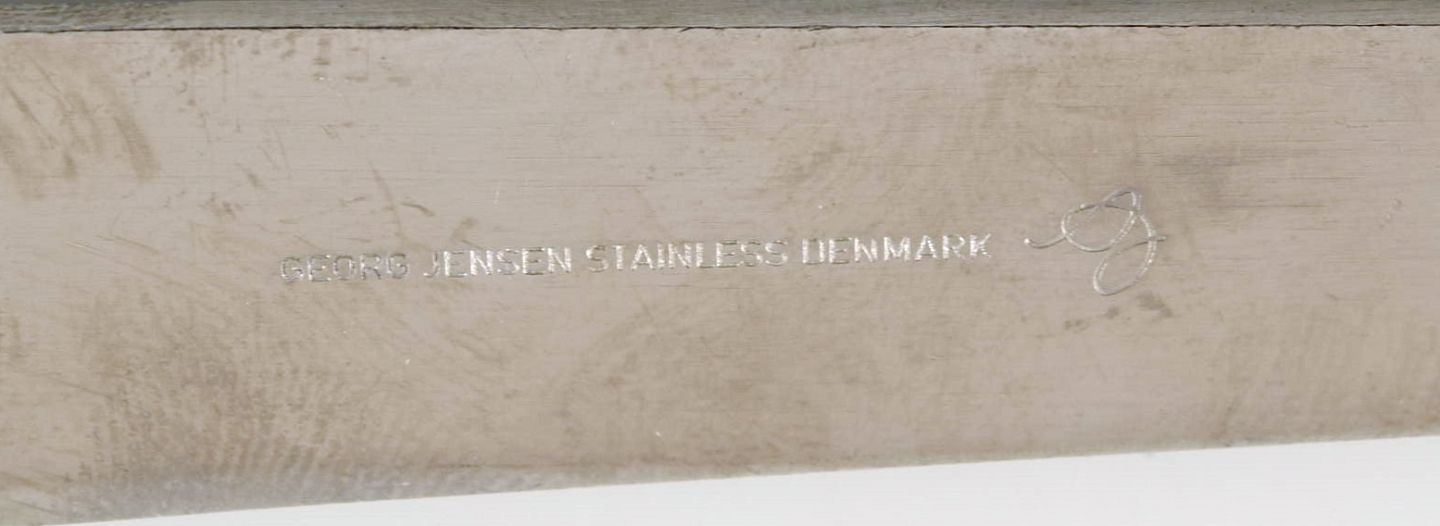 GEORG JENSEN STAINLESS DENMARK